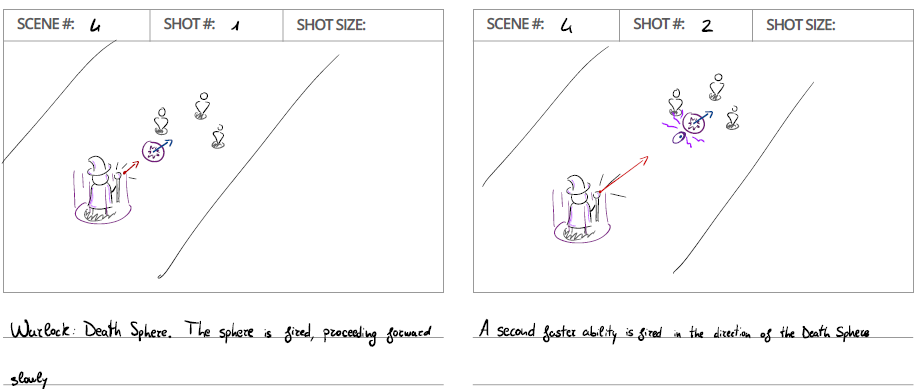 SCENE #: 4 SHOT #: 1 SHOT SIZE:
SCENE #: 4 SHOT #: 2 SHOT SIZE:
Warlock: Death Sphere. The sphere is fired, proceeding forward
slowly
A second faster ability is fired in the direction of the Death Sphere